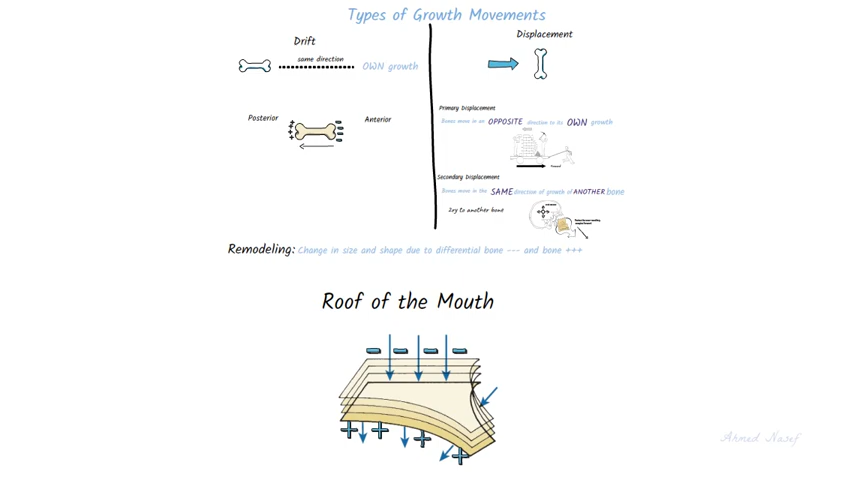 Types of Growth Movements
Drift
same direction
OWN growth
Posterior
Anterior
Displacement
Primary Displacement
Bones move in an OPPOSITE direction to its OWN growth
Secondary Displacement
Bones move in the SAME direction of growth of ANOTHER bone
2ry to another bone
Remodeling: Change in size and shape due to differential bone --- and bone +++
Roof of the Mouth
Ahmed Nasef